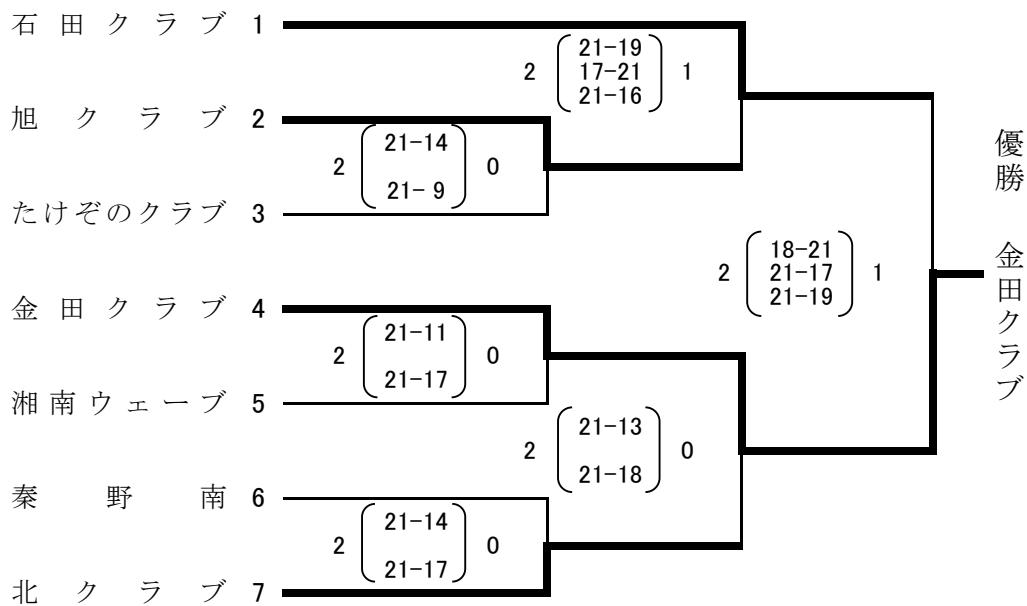 石田クラブ 1
21-19
2 17-21 1
21-16
旭クラブ 2
21-14
2 0
21- 9
たけぞのクラブ 3
18-21
2 21-17 1
21-19
金田クラブ 4
21-11
2 0
21-17
湘南ウェーブ 5
21-13
2 0
21-18
秦野南 6
21-14
2 0
21-17
北クラブ 7
優勝 金田クラブ